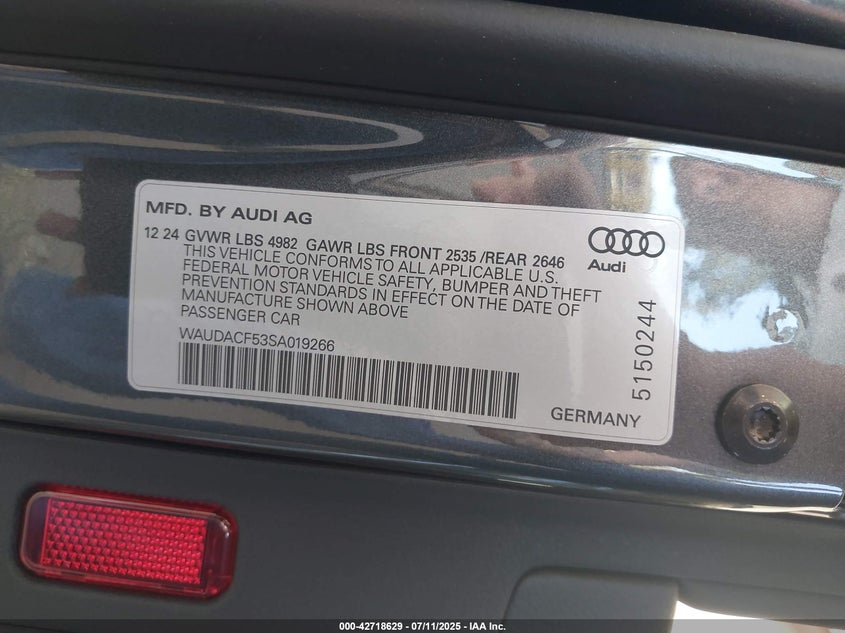 MFD. BY AUDI AG
12 24 GVWR LBS 4982 GAWR LBS FRONT 2535 /REAR 2646
THIS VEHICLE CONFORMS TO ALL APPLICABLE U.S.
FEDERAL MOTOR VEHICLE SAFETY, BUMPER AND THEFT
PREVENTION STANDARDS IN EFFECT ON THE DATE OF
MANUFACTURE SHOWN ABOVE
PASSENGER CAR
WAUDACF53SA019266
Audi
5150244
GERMANY
000-42718629 - 07/11/2025 - IAA Inc.